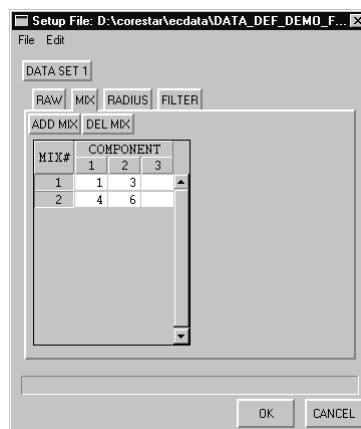 Setup File: D:\corestar\ecdata\DATA_DEF_DEMO_F...
File Edit
DATA SET 1
RAW MIX RADIUS FILTER
ADD MIX DEL MIX
MIX# COMPONENT
1 2 3
1 1 3
2 4 6
OK CANCEL